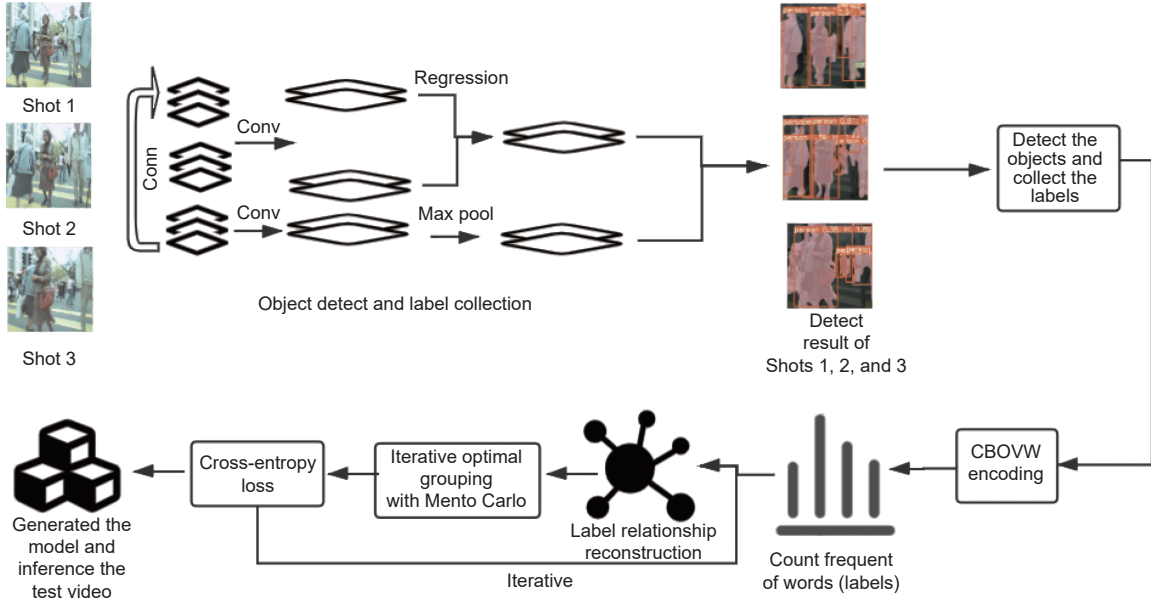 Shot 1
Shot 2
Shot 3
Conn
Conv
Conv
Regression
Max pool
Object detect and label collection
Detect
result of
Shots 1, 2, and 3
Detect the
objects and
collect the
labels
CBOVW
encoding
Count frequent
of words (labels)
Label relationship
reconstruction
Iterative optimal
grouping
with Mento Carlo
Cross-entropy
loss
Iterative
Generated the
model and
inference the
test video